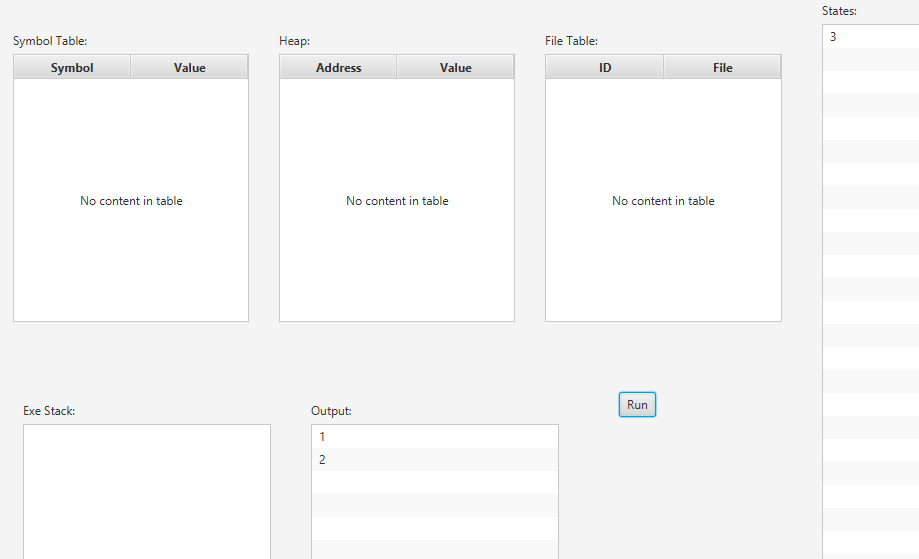 States:
3
Symbol Table:
Symbol Value
No content in table
Heap:
Address Value
No content in table
File Table:
ID File
No content in table
Run
Exe Stack:
Output:
1
2